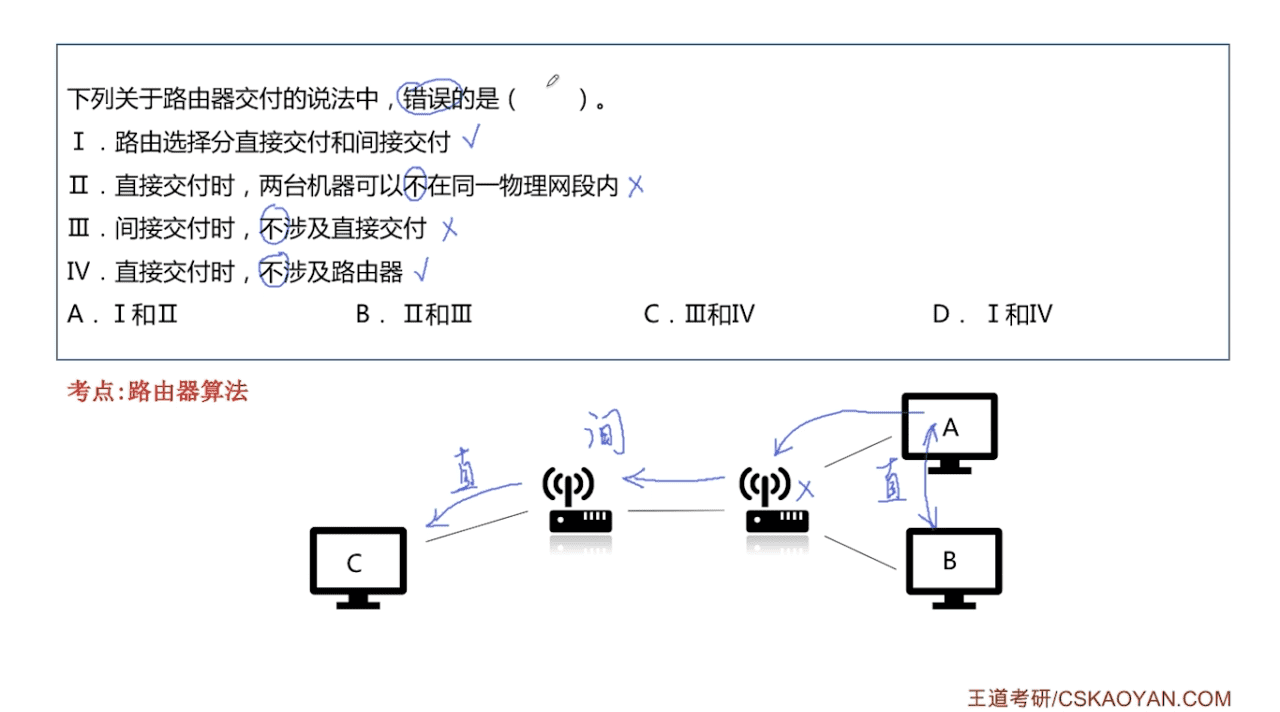 下列关于路由器交付的说法中，错误的是（ ）。
Ⅰ．路由选择分直接交付和间接交付 √
Ⅱ．直接交付时，两台机器可以不在同一物理网段内 ×
Ⅲ．间接交付时，不涉及直接交付 ×
Ⅳ．直接交付时，不涉及路由器 √
A．Ⅰ和Ⅱ B．Ⅱ和Ⅲ C．Ⅲ和Ⅳ D．Ⅰ和Ⅳ
考点:路由器算法
间
A
直
直
×
C
B
王道考研/CSKAOYAN.COM